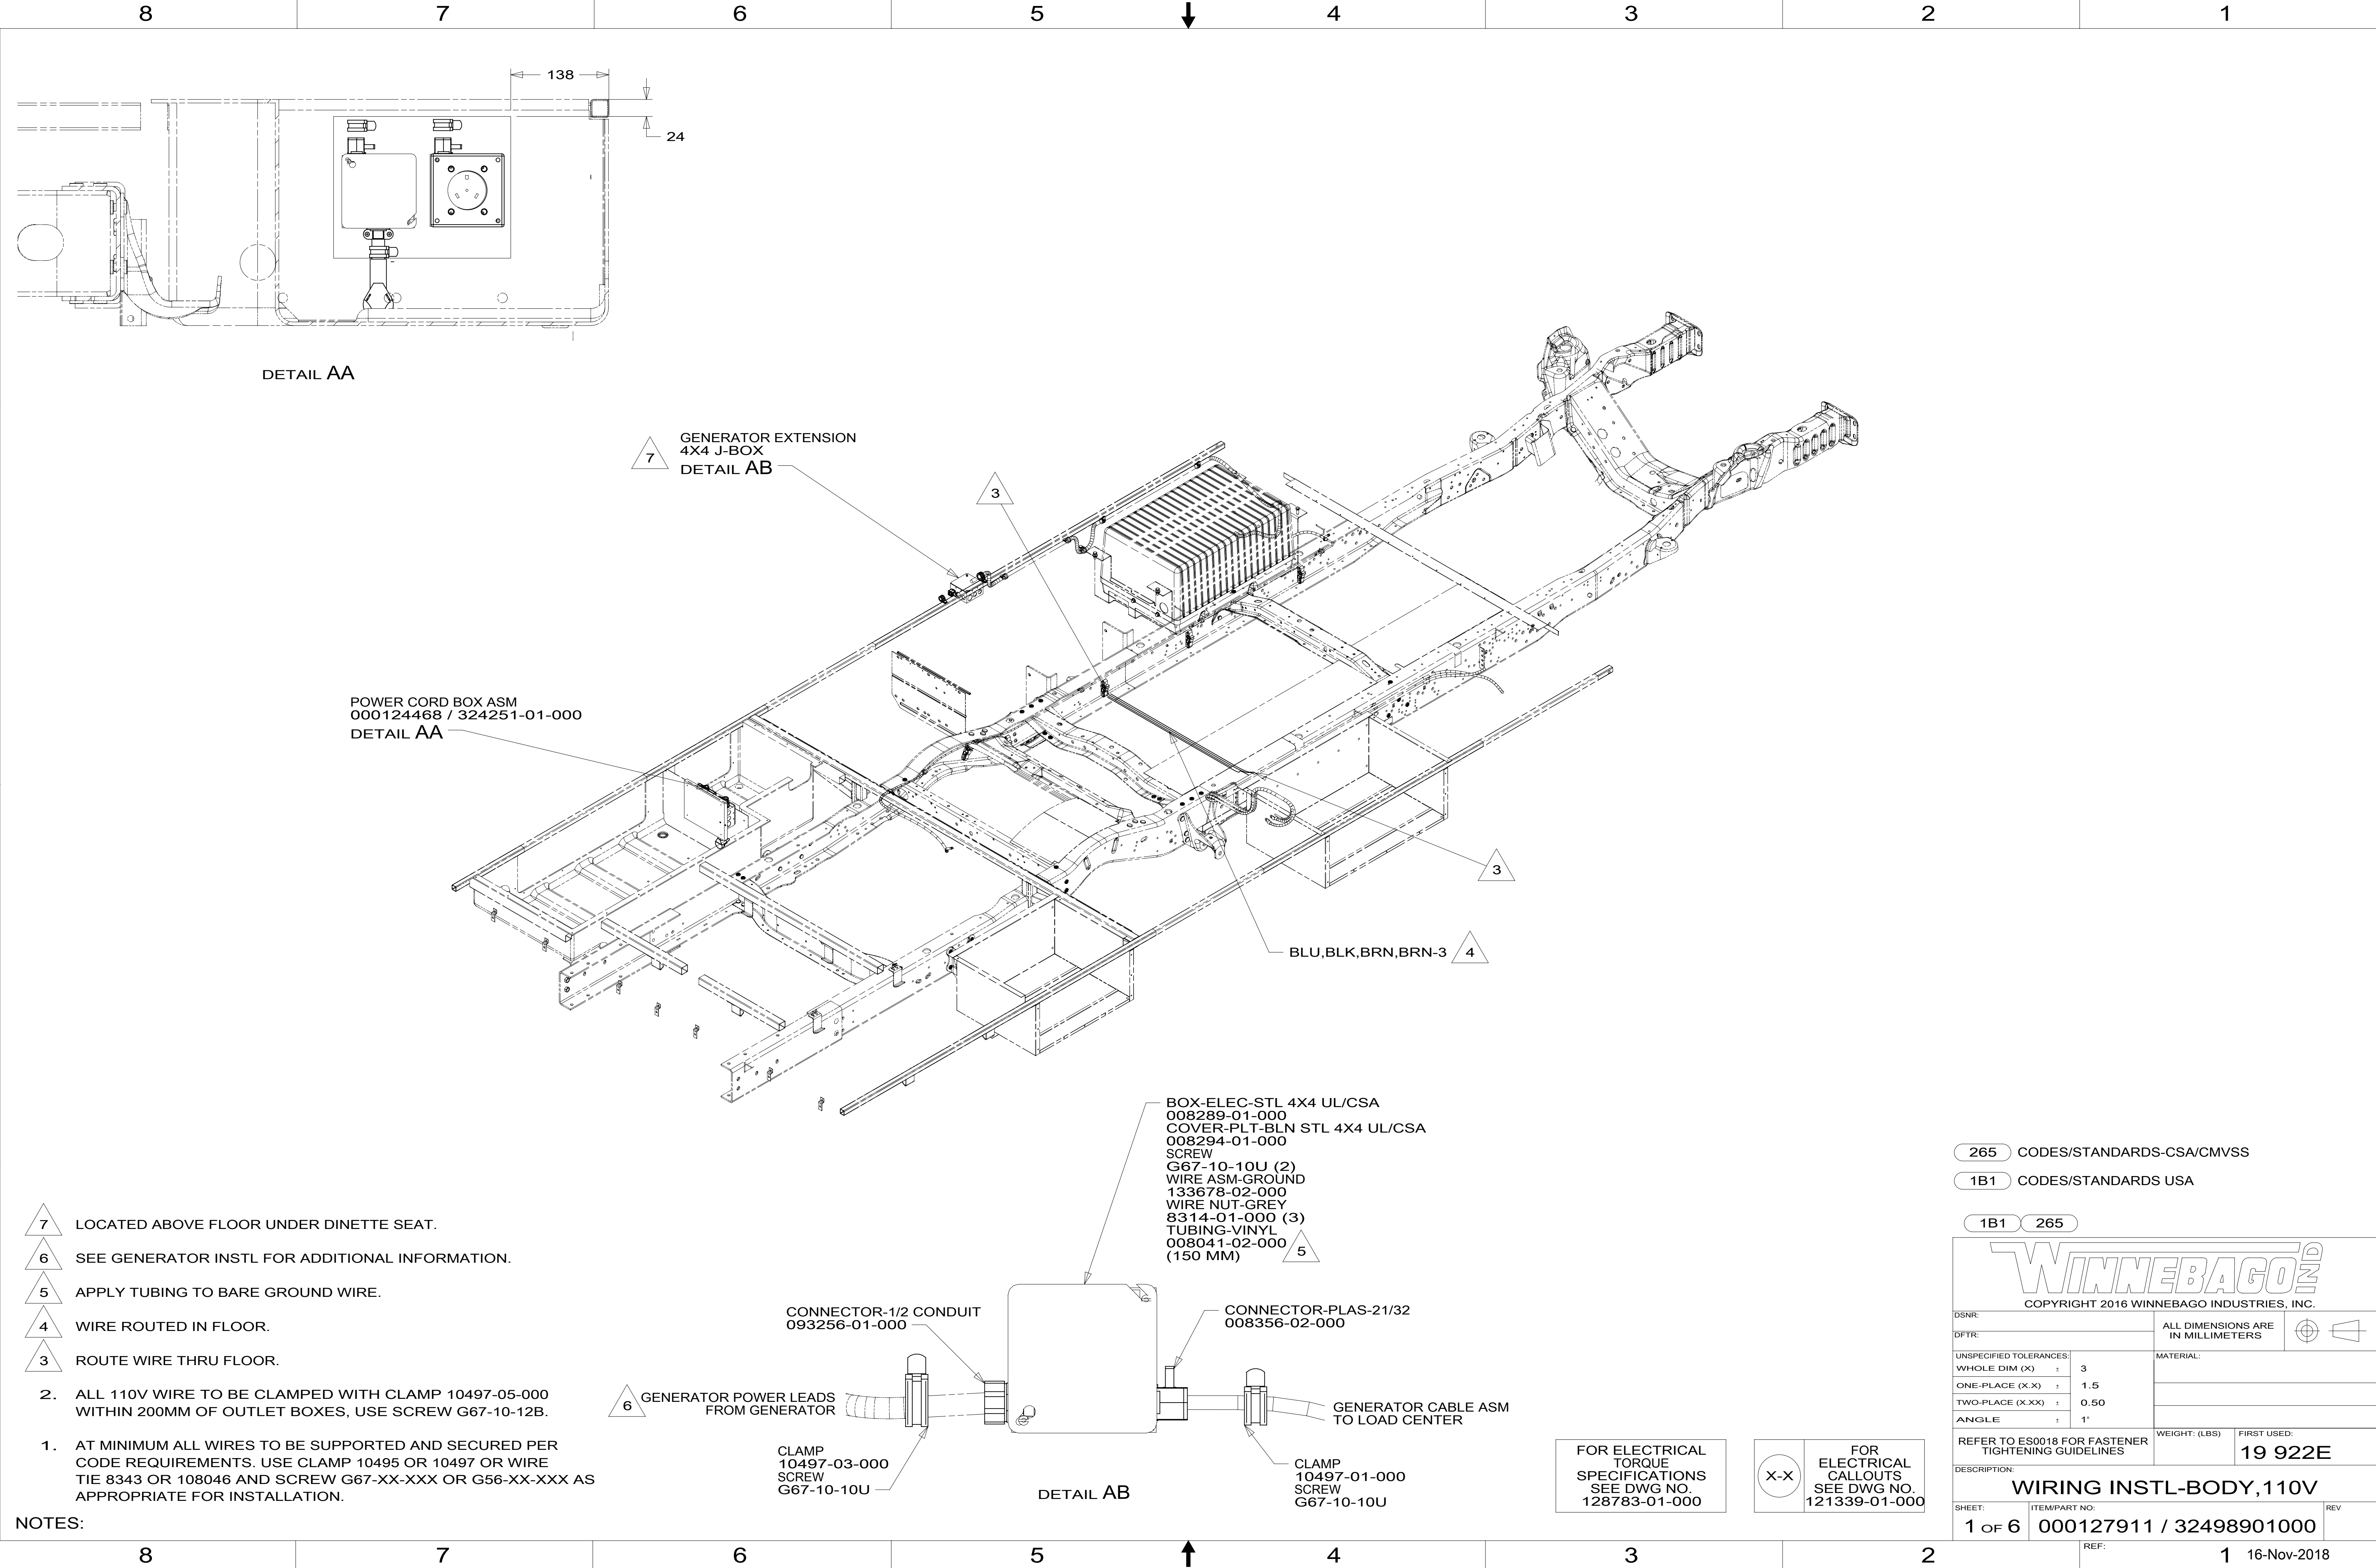 8 7 6 5 4 3 2 1
138
24
DETAIL AA
7
GENERATOR EXTENSION
4X4 J-BOX
DETAIL AB
3
POWER CORD BOX ASM
000124468 / 324251-01-000
DETAIL AA
3
BLU,BLK,BRN,BRN-3
4
BOX-ELEC-STL 4X4 UL/CSA
008289-01-000
COVER-PLT-BLN STL 4X4 UL/CSA
008294-01-000
SCREW
G67-10-10U (2)
WIRE ASM-GROUND
133678-02-000
WIRE NUT-GREY
8314-01-000 (3)
TUBING-VINYL
008041-02-000
(150 MM)
5
CONNECTOR-1/2 CONDUIT
093256-01-000
CONNECTOR-PLAS-21/32
008356-02-000
6
GENERATOR POWER LEADS
FROM GENERATOR
GENERATOR CABLE ASM
TO LOAD CENTER
CLAMP
10497-03-000
SCREW
G67-10-10U
CLAMP
10497-01-000
SCREW
G67-10-10U
DETAIL AB
7 LOCATED ABOVE FLOOR UNDER DINETTE SEAT.
6 SEE GENERATOR INSTL FOR ADDITIONAL INFORMATION.
5 APPLY TUBING TO BARE GROUND WIRE.
4 WIRE ROUTED IN FLOOR.
3 ROUTE WIRE THRU FLOOR.
2. ALL 110V WIRE TO BE CLAMPED WITH CLAMP 10497-05-000
WITHIN 200MM OF OUTLET BOXES, USE SCREW G67-10-12B.
1. AT MINIMUM ALL WIRES TO BE SUPPORTED AND SECURED PER
CODE REQUIREMENTS. USE CLAMP 10495 OR 10497 OR WIRE
TIE 8343 OR 108046 AND SCREW G67-XX-XXX OR G56-XX-XXX AS
APPROPRIATE FOR INSTALLATION.
NOTES:
FOR ELECTRICAL
TORQUE
SPECIFICATIONS
SEE DWG NO.
128783-01-000
X-X
FOR
ELECTRICAL
CALLOUTS
SEE DWG NO.
121339-01-000
265 CODES/STANDARDS-CSA/CMVSS
1B1 CODES/STANDARDS USA
1B1 265
WINNEBAGO IND
COPYRIGHT 2016 WINNEBAGO INDUSTRIES, INC.
DSNR:
DFTR:
ALL DIMENSIONS ARE
IN MILLIMETERS
UNSPECIFIED TOLERANCES:
WHOLE DIM (X) ± 3
ONE-PLACE (X.X) ± 1.5
TWO-PLACE (X.XX) ± 0.50
ANGLE ± 1°
MATERIAL:
REFER TO ES0018 FOR FASTENER
TIGHTENING GUIDELINES
WEIGHT: (LBS)
FIRST USED:
19 922E
DESCRIPTION:
WIRING INSTL-BODY,110V
SHEET:
1 OF 6
ITEM/PART NO:
000127911 / 32498901000
REV
REF:
8 7 6 5 4 3 2 1
16-Nov-2018